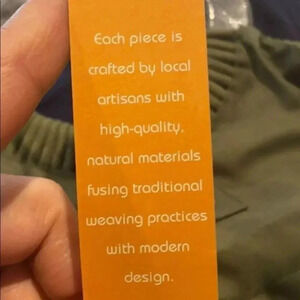 Each piece is
crafted by local
artisans with
high-quality,
natural materials
fusing traditional
weaving practices
with modern
design.